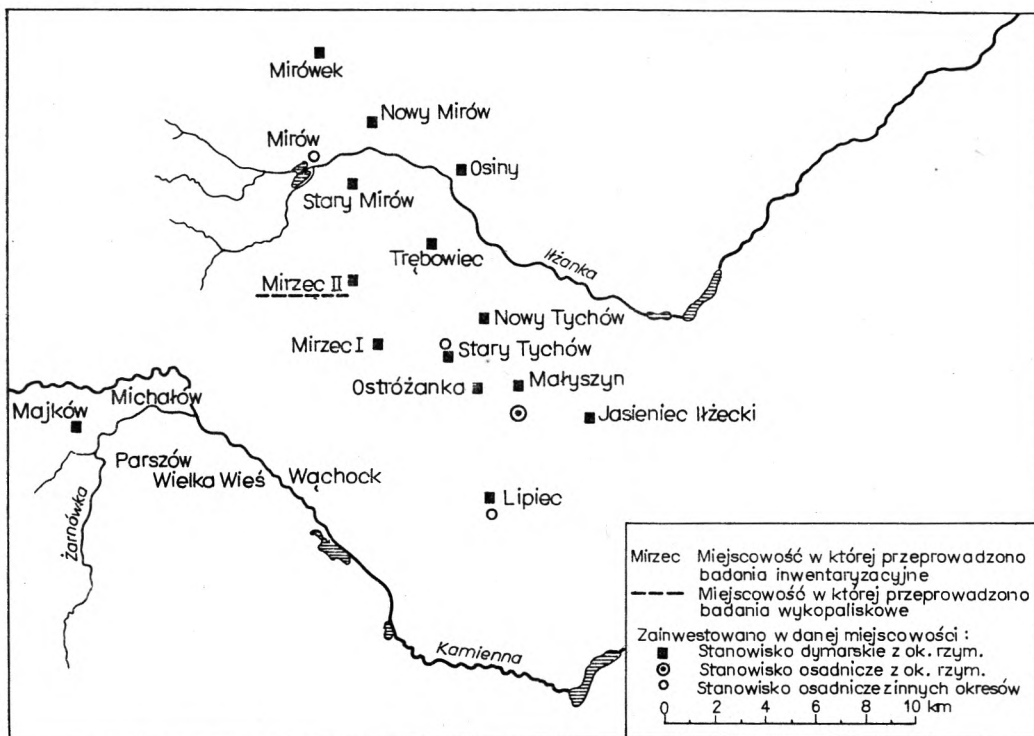 Mirówek
Nowy Mirów
Mirów
Osiny
Stary Mirów
Trębowiec
Iłżanka
Mirzec II
Nowy Tychów
Mirzec I
Stary Tychów
Ostróżanka
Małyszyn
Michałów
Majków
Jasieniec Iłżecki
Parszów
Wielka Wieś
Wąchock
Żarnówka
Lipiec
Kamienna
Mirzec Miejscowość w której przeprowadzono
badania inwentaryzacyjne
Miejscowość w której przeprowadzono
badania wykopaliskowe
Zainwestowano w danej miejscowości :
Stanowisko dymarskie z ok. rzym.
Stanowisko osadnicze z ok. rzym.
Stanowisko osadnicze z innych okresów
0 2 4 6 8 10 km